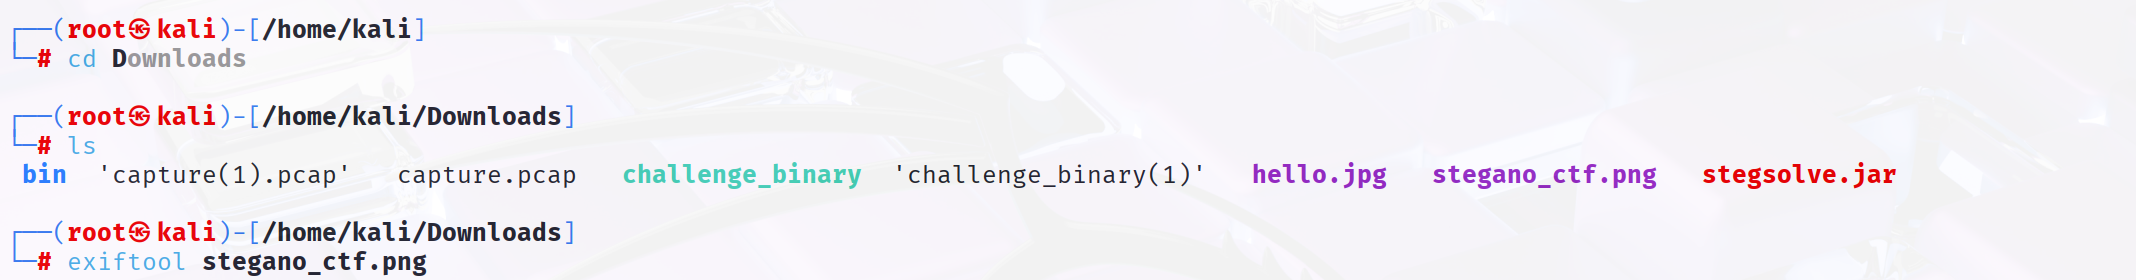 ┌──(root㉿kali)-[/home/kali]
└─# cd Downloads
┌──(root㉿kali)-[/home/kali/Downloads]
└─# ls
bin  'capture(1).pcap'   capture.pcap   challenge_binary  'challenge_binary(1)'   hello.jpg   stegano_ctf.png   stegsolve.jar
┌──(root㉿kali)-[/home/kali/Downloads]
└─# exiftool stegano_ctf.png